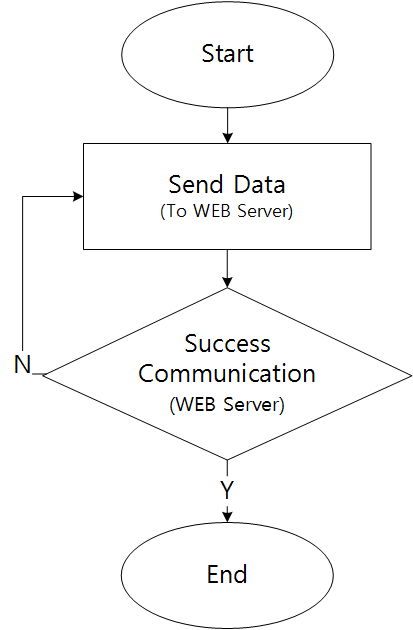 Start
Send Data
(To WEB Server)
Success
Communication
(WEB Server)
N
Y
End